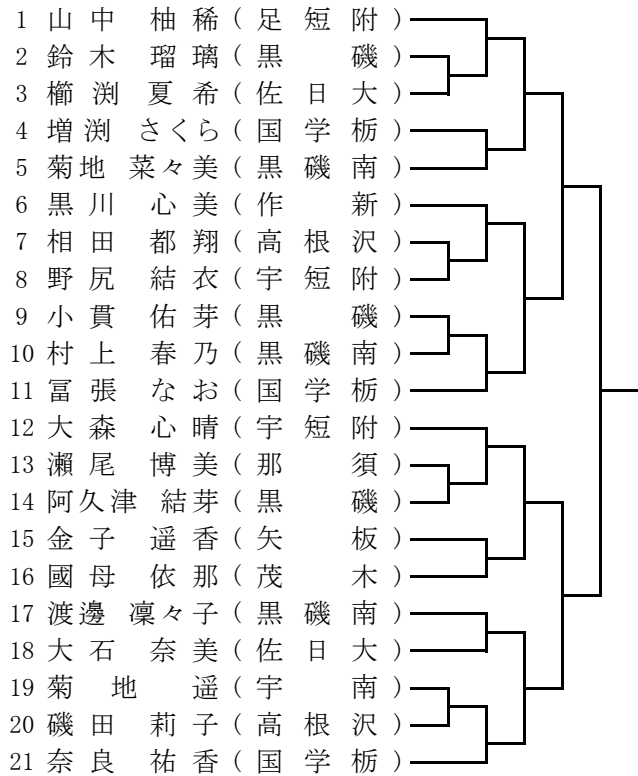 1 山中 柚稀(足短附)
2 鈴木 瑠璃(黒磯)
3 櫛渕 夏希(佐日大)
4 増渕 さくら(国学栃)
5 菊地 菜々美(黒磯南)
6 黒川 心美(作新)
7 相田 都翔(高根沢)
8 野尻 結衣(宇短附)
9 小貫 佑芽(黒磯)
10 村上 春乃(黒磯南)
11 冨張 なお(国学栃)
12 大森 心晴(宇短附)
13 瀨尾 博美(那須)
14 阿久津 結芽(黒磯)
15 金子 遥香(矢板)
16 國母 依那(茂木)
17 渡邊 凜々子(黒磯南)
18 大石 奈美(佐日大)
19 菊地 遥(宇南)
20 磯田 莉子(高根沢)
21 奈良 祐香(国学栃)